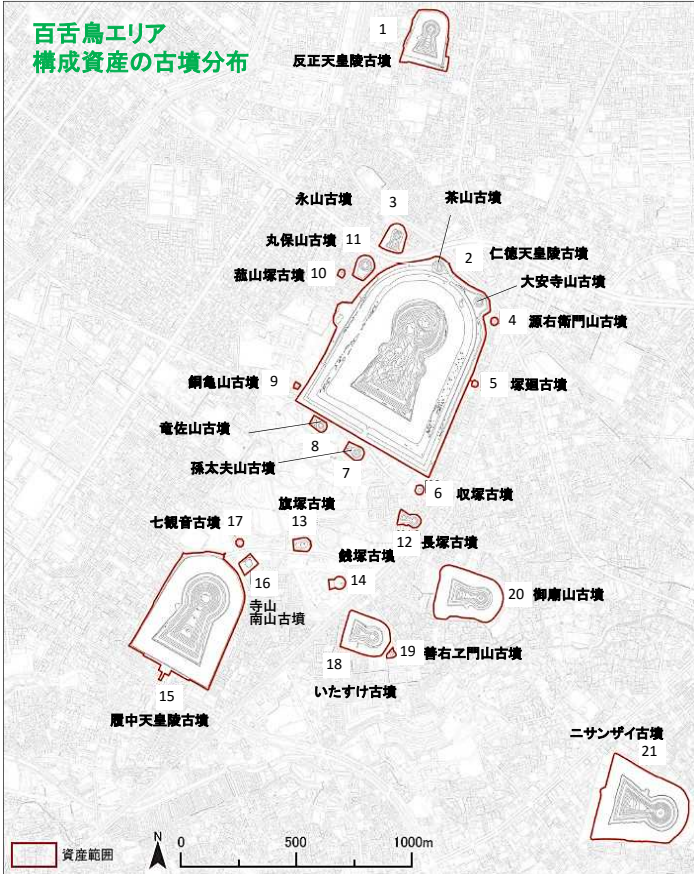 百舌鳥エリア
構成資産の古墳分布
1
反正天皇陵古墳
永山古墳
3
茶山古墳
丸保山古墳
11
2
仁徳天皇陵古墳
菰山塚古墳
10
大安寺山古墳
4
源右衛門山古墳
銅亀山古墳
9
5
塚廻古墳
竜佐山古墳
8
孫太夫山古墳
7
6
収塚古墳
旗塚古墳
七観音古墳
17
13
12
長塚古墳
銭塚古墳
16
14
寺山
南山古墳
20
御廟山古墳
18
19
善右ヱ門山古墳
いたすけ古墳
15
履中天皇陵古墳
ニサンザイ古墳
21
資産範囲
N
0
500
1000m